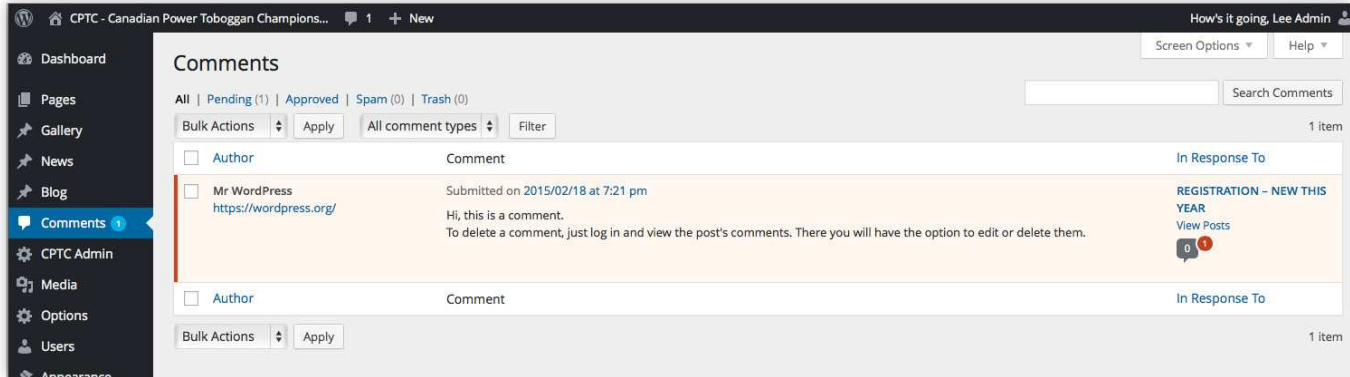 CPTC - Canadian Power Toboggan Champions... 1 + New How's it going, Lee Admin
Screen Options Help
Dashboard
Pages
Gallery
News
Blog
Comments 1
CPTC Admin
Media
Options
Users
Appearance
Comments
All | Pending (1) | Approved | Spam (0) | Trash (0)
Search Comments
Bulk Actions Apply All comment types Filter 1 item
Author Comment In Response To
Mr WordPress
https://wordpress.org/
Submitted on 2015/02/18 at 7:21 pm
Hi, this is a comment.
To delete a comment, just log in and view the post's comments. There you will have the option to edit or delete them.
REGISTRATION – NEW THIS
YEAR
View Posts
0 1
Author Comment In Response To
Bulk Actions Apply 1 item